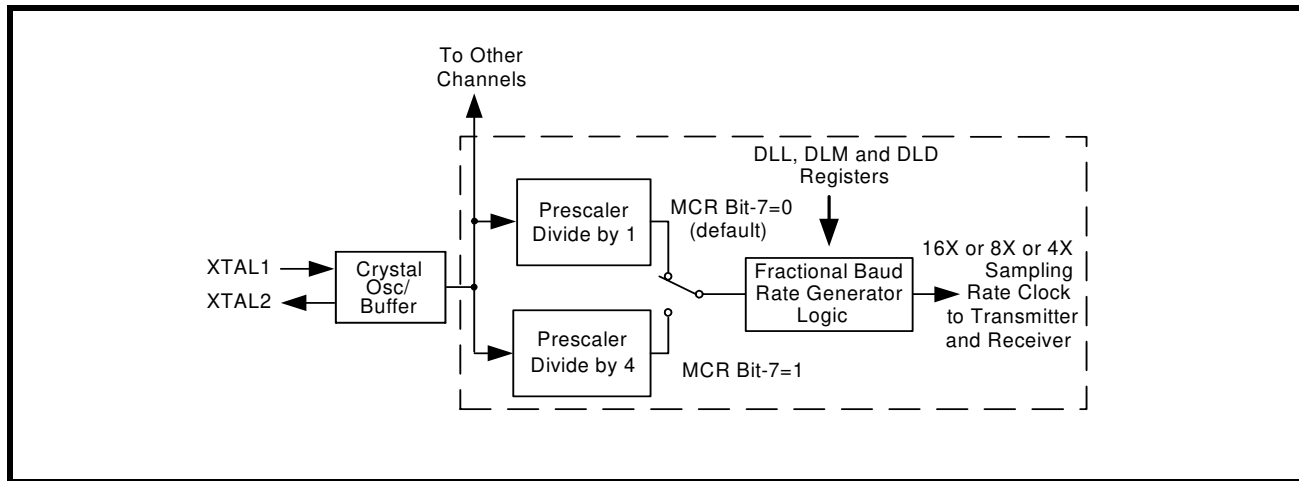 To Other
Channels
DLL, DLM and DLD
Registers
Prescaler
Divide by 1
MCR Bit-7=0
(default)
XTAL1
XTAL2
Crystal
Osc/
Buffer
Fractional Baud
Rate Generator
Logic
16X or 8X or 4X
Sampling
Rate Clock
to Transmitter
and Receiver
Prescaler
Divide by 4
MCR Bit-7=1